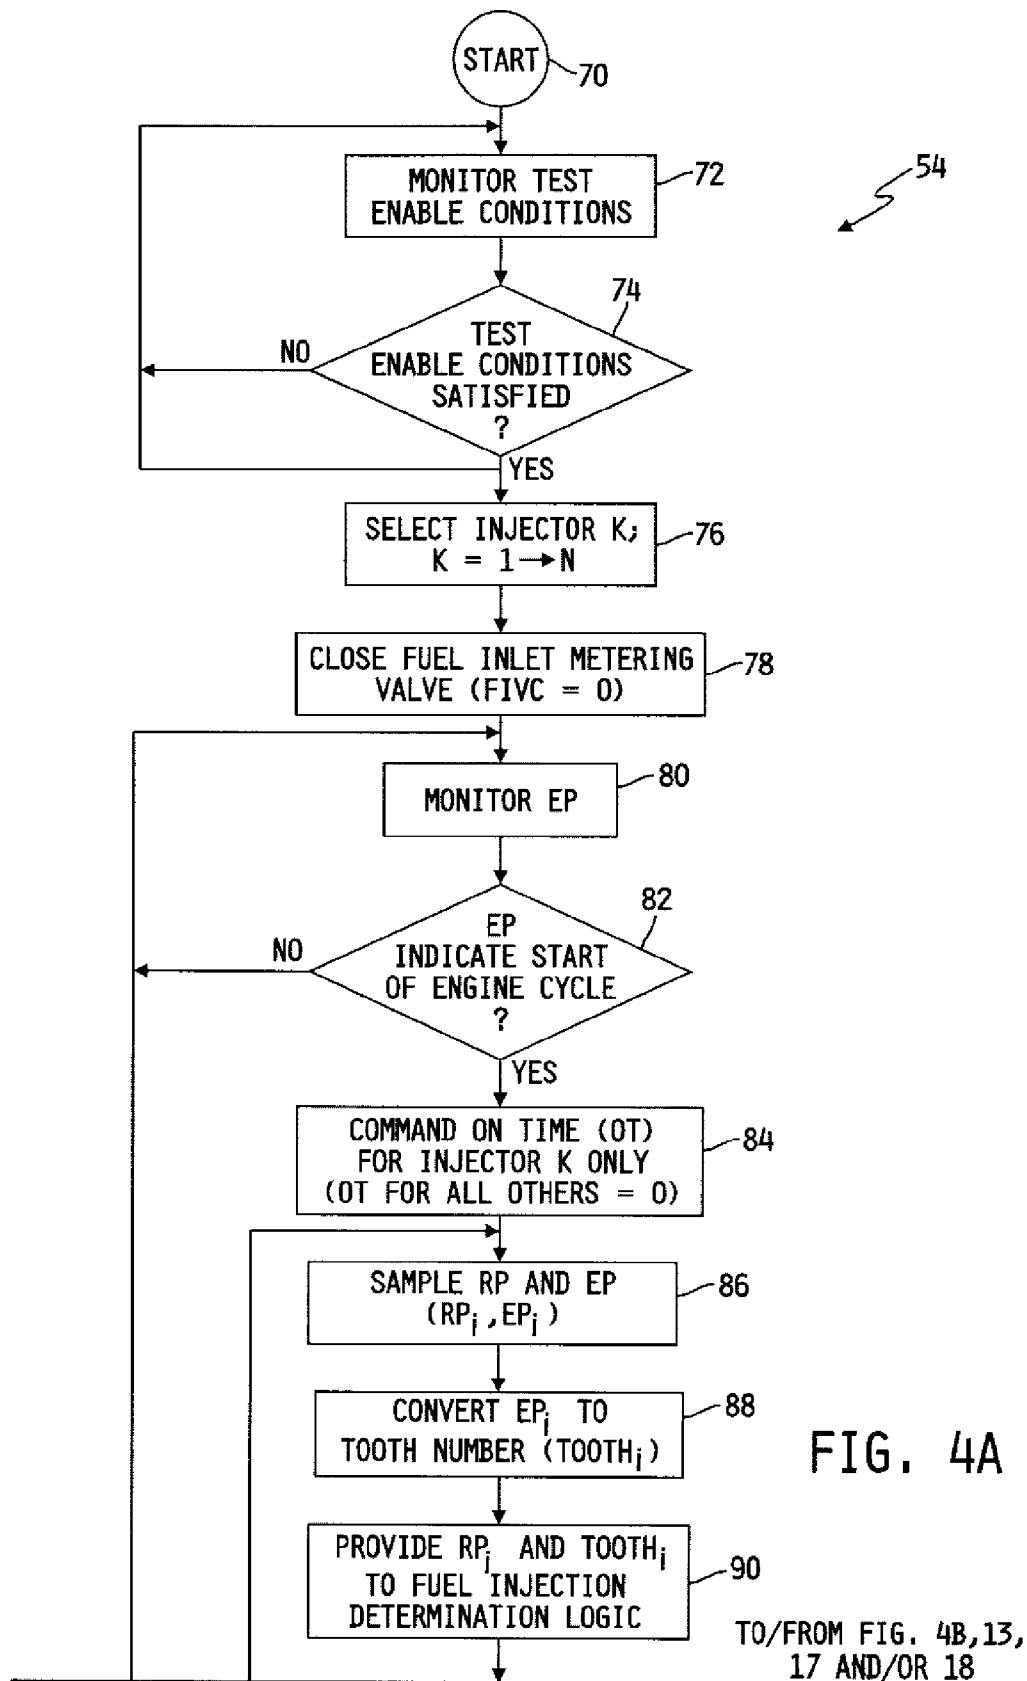 START
70
MONITOR TEST
ENABLE CONDITIONS
72
54
74
TEST
ENABLE CONDITIONS
SATISFIED
?
NO
YES
SELECT INJECTOR K;
K = 1→N
76
CLOSE FUEL INLET METERING
VALVE (FIVC = 0)
78
MONITOR EP
80
82
EP
INDICATE START
OF ENGINE CYCLE
?
NO
YES
COMMAND ON TIME (OT)
FOR INJECTOR K ONLY
(OT FOR ALL OTHERS = 0)
84
SAMPLE RP AND EP
(RPi,EPi)
86
CONVERT EPi TO
TOOTH NUMBER (TOOTHi)
88
FIG. 4A
PROVIDE RPi AND TOOTHi
TO FUEL INJECTION
DETERMINATION LOGIC
90
TO/FROM FIG. 4B,13,
17 AND/OR 18